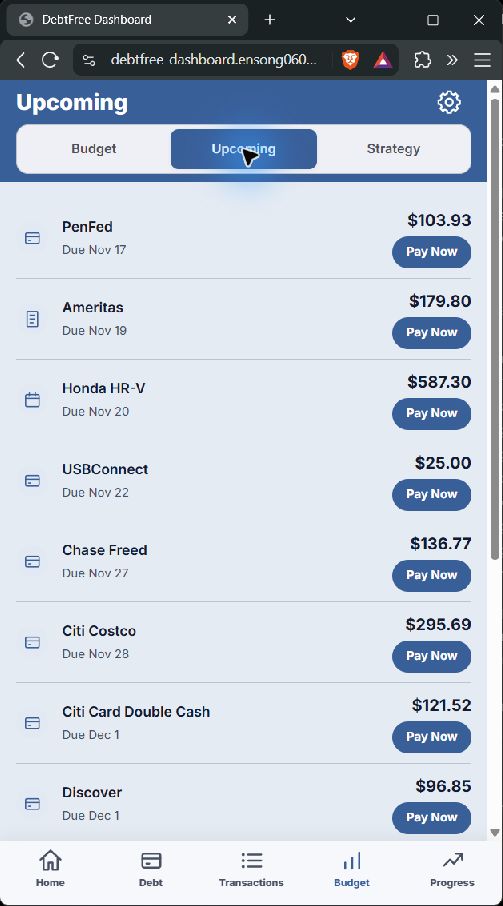 DebtFree Dashboard
debtfree-dashboard.ensong060...
Upcoming
Budget
Upcoming
Strategy
PenFed
$103.93
Due Nov 17
Pay Now
Ameritas
$179.80
Due Nov 19
Pay Now
Honda HR-V
$587.30
Due Nov 20
Pay Now
USBConnect
$25.00
Due Nov 22
Pay Now
Chase Freed
$136.77
Due Nov 27
Pay Now
Citi Costco
$295.69
Due Nov 28
Pay Now
Citi Card Double Cash
$121.52
Due Dec 1
Pay Now
Discover
$96.85
Due Dec 1
Pay Now
Home
Debt
Transactions
Budget
Progress